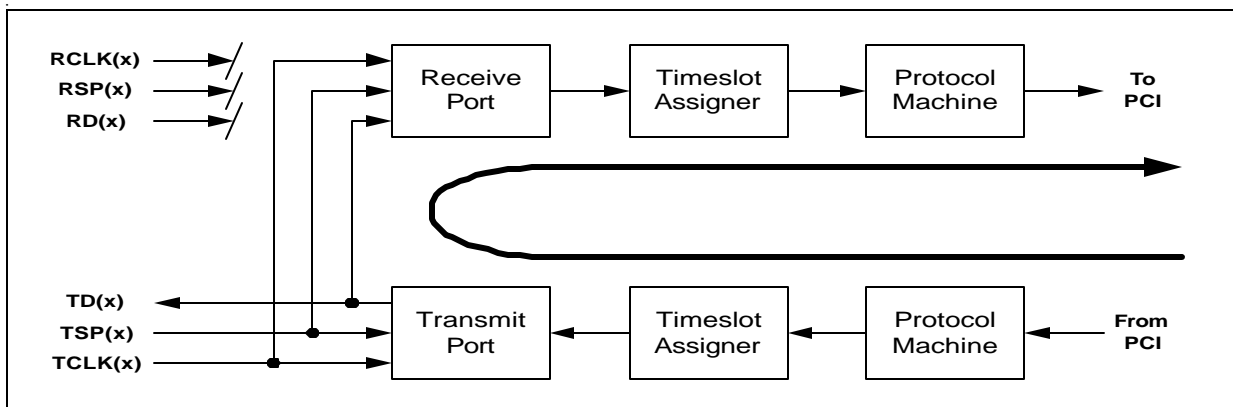 RCLK(x)
RSP(x)
RD(x)
Receive
Port
Timeslot
Assigner
Protocol
Machine
To
PCI
TD(x)
TSP(x)
TCLK(x)
Transmit
Port
Timeslot
Assigner
Protocol
Machine
From
PCI